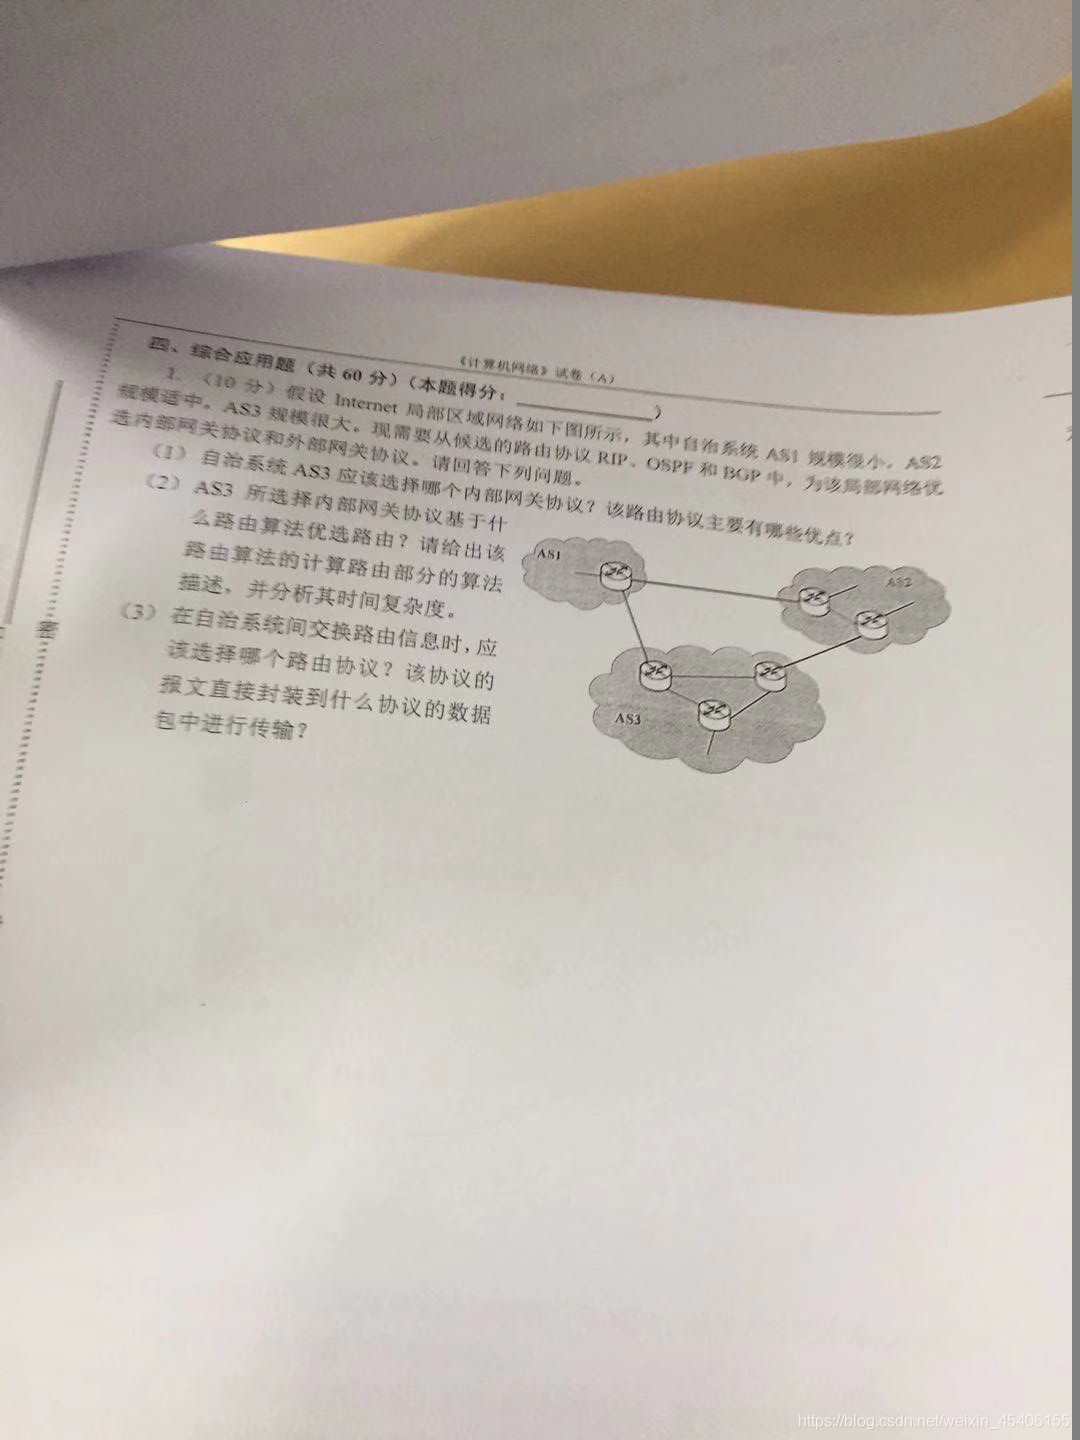 《计算机网络》试卷（A）
四、综合应用题（共 60 分）（本题得分：__________）
1. （10 分）假设 Internet 局部区域网络如下图所示，其中自治系统 AS1 规模很小，AS2
规模适中，AS3 规模很大。现需要从候选的路由协议 RIP、OSPF 和 BGP 中，为该局部网络优
选内部网关协议和外部网关协议。请回答下列问题。
（1）自治系统 AS3 应该选择哪个内部网关协议？该路由协议主要有哪些优点？
（2）AS3 所选择内部网关协议基于什
么路由算法优选路由？请给出该
路由算法的计算路由部分的算法
描述，并分析其时间复杂度。
（3）在自治系统间交换路由信息时，应
该选择哪个路由协议？该协议的
报文直接封装到什么协议的数据
包中进行传输？
AS1
AS2
AS3
密
https://blog.csdn.net/weixin_45406155